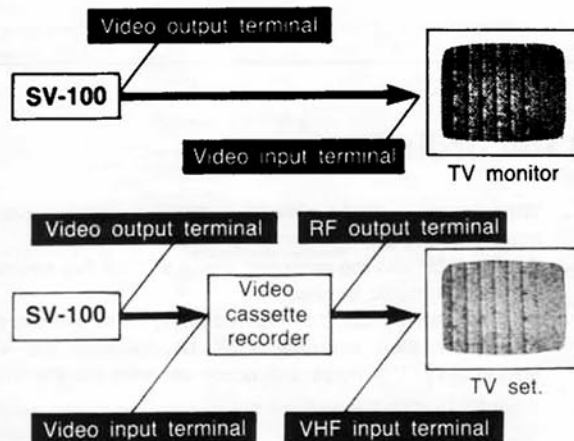 Video output terminal
SV-100
Video input terminal
TV monitor
Video output terminal
RF output terminal
SV-100
Video
cassette
recorder
TV set.
Video input terminal
VHF input terminal